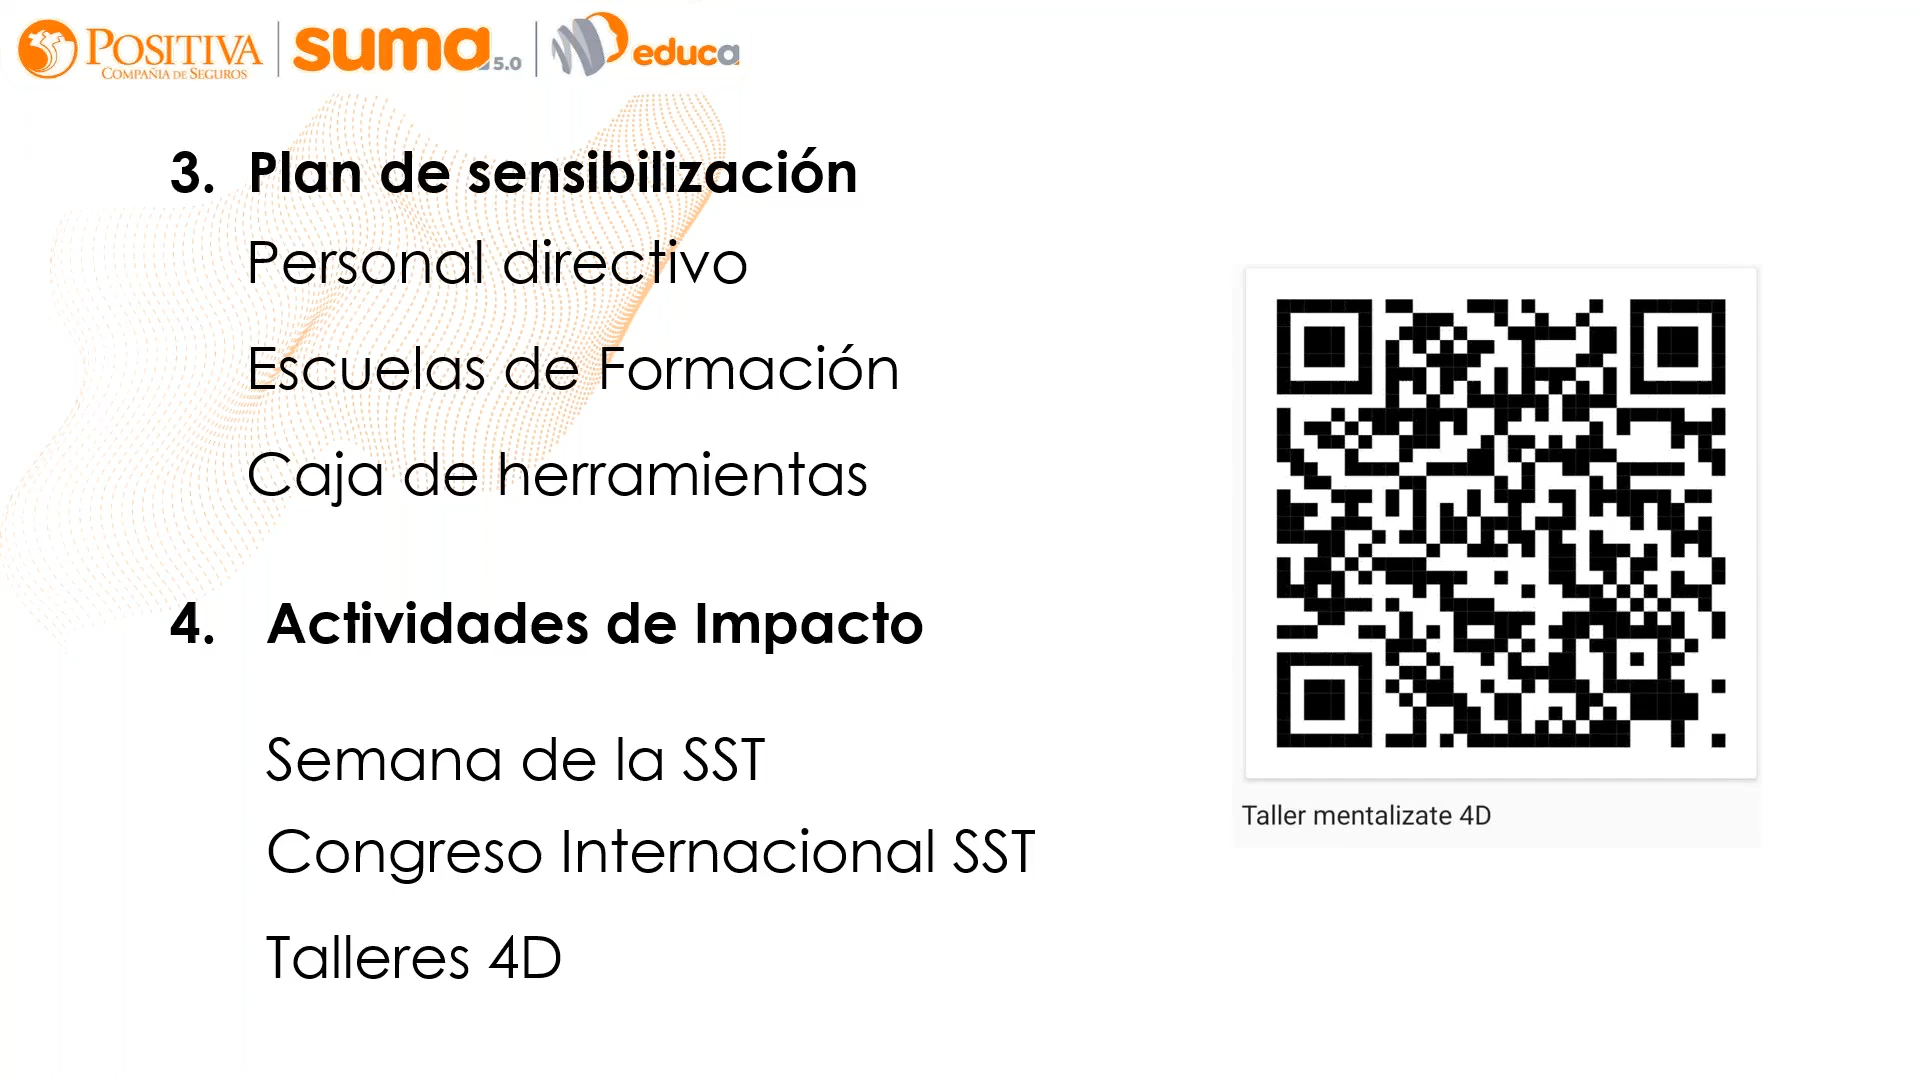 POSITIVA
COMPAÑIA DE SEGUROS
suma 5.0
educa
3. Plan de sensibilización
Personal directivo
Escuelas de Formación
Caja de herramientas
4. Actividades de Impacto
Semana de la SST
Congreso Internacional SST
Talleres 4D
Taller mentalizate 4D